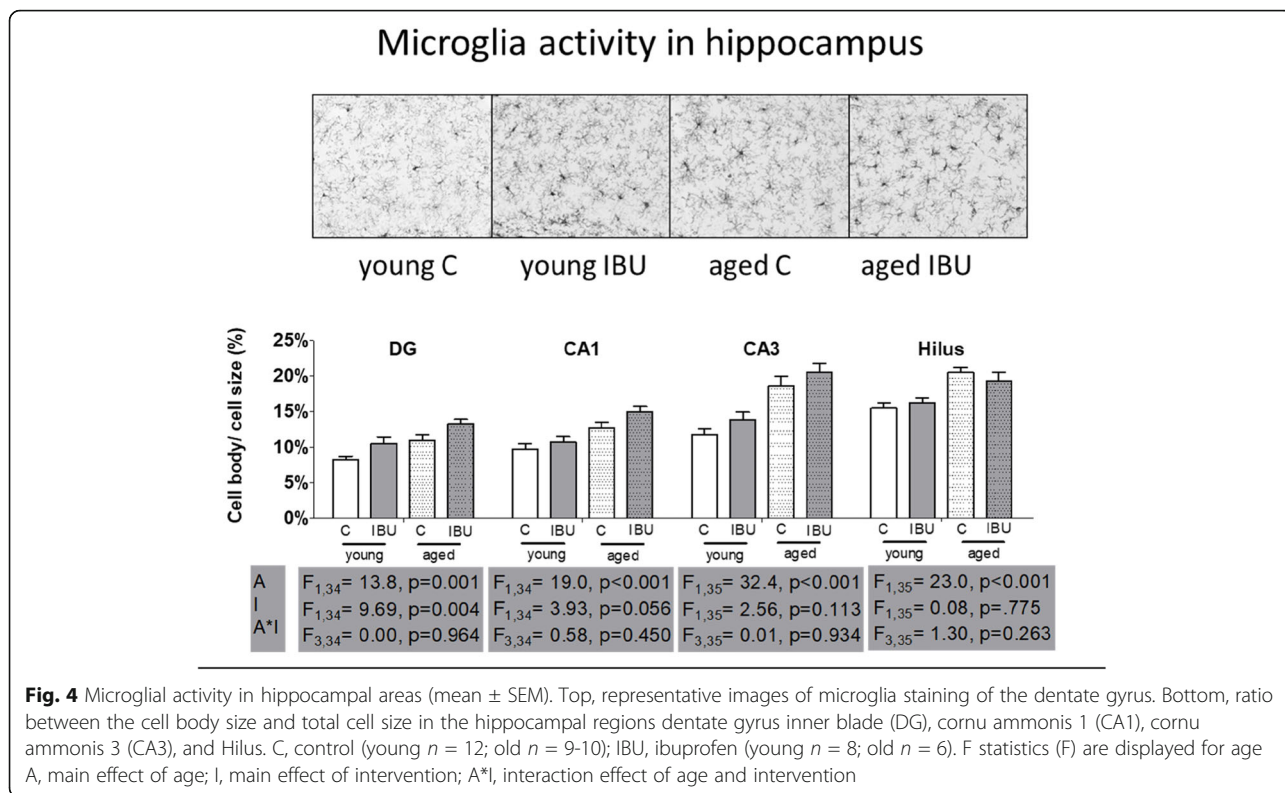 Microglia activity in hippocampus
young C young IBU aged C aged IBU
Cell body/ cell size (%)
25%
20%
15%
10%
5%
0%
DG CA1 CA3 Hilus
C IBU C IBU C IBU C IBU C IBU C IBU C IBU C IBU
young aged young aged young aged young aged
A F1,34= 13.8, p=0.001 F1,34= 19.0, p<0.001 F1,35= 32.4, p<0.001 F1,35= 23.0, p<0.001
I F1,34= 9.69, p=0.004 F1,34= 3.93, p=0.056 F1,35= 2.56, p=0.113 F1,35= 0.08, p=.775
A*I F3,34= 0.00, p=0.964 F3,34= 0.58, p=0.450 F3,35= 0.01, p=0.934 F3,35= 1.30, p=0.263
Fig. 4 Microglial activity in hippocampal areas (mean ± SEM). Top, representative images of microglia staining of the dentate gyrus. Bottom, ratio
between the cell body size and total cell size in the hippocampal regions dentate gyrus inner blade (DG), cornu ammonis 1 (CA1), cornu
ammonis 3 (CA3), and Hilus. C, control (young n = 12; old n = 9-10); IBU, ibuprofen (young n = 8; old n = 6). F statistics (F) are displayed for age
A, main effect of age; I, main effect of intervention; A*I, interaction effect of age and intervention